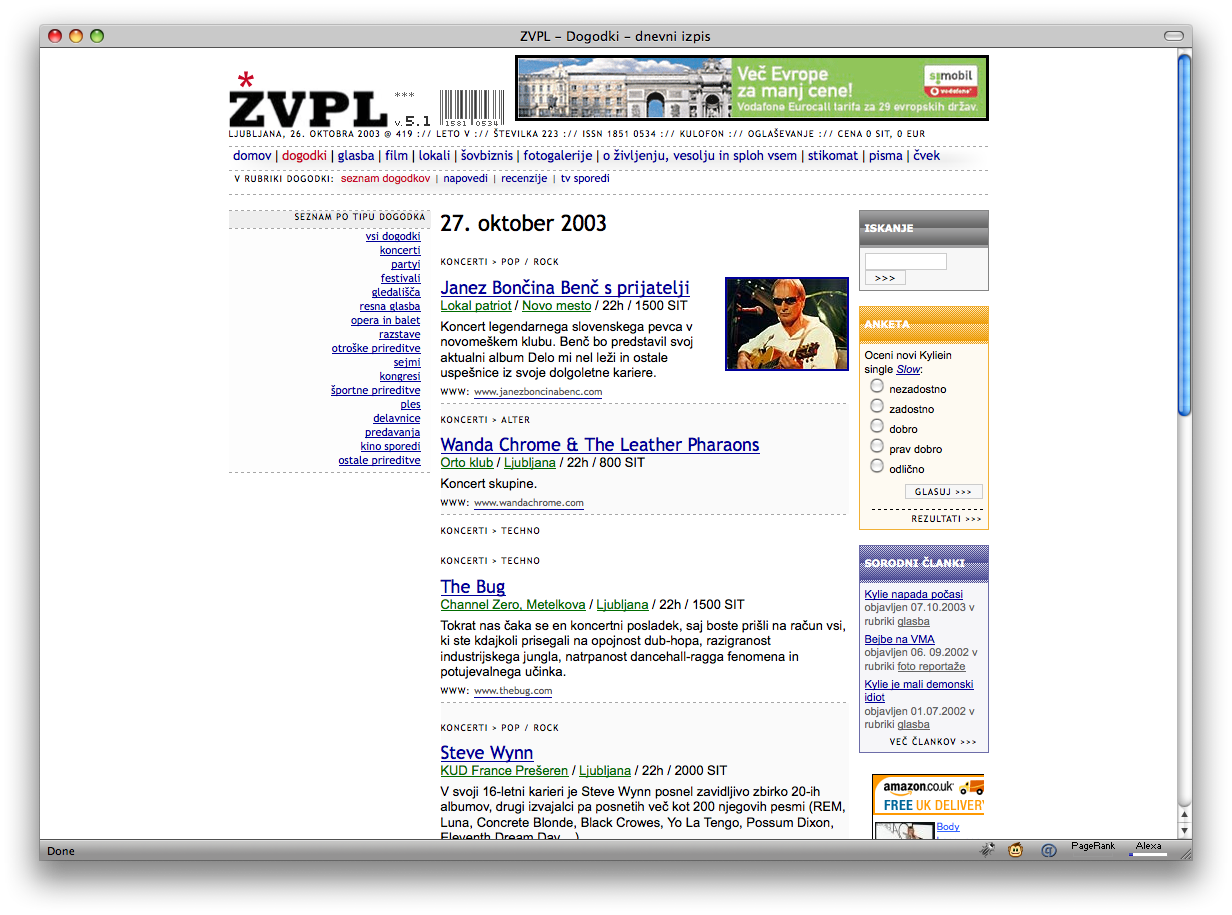 ZVPL – Dogodki – dnevni izpis
Več Evrope
za manj cene!
Vodafone Eurocall tarifa za 29 evropskih držav.
si.mobil
vodafone
* ZVPL ***
v.5.1
1581 0534
LJUBLJANA, 26. OKTOBRA 2003 @ 419 :// LETO V :// ŠTEVILKA 223 :// ISSN 1851 0534 :// KULOFON :// OGLAŠEVANJE :// CENA 0 SIT, 0 EUR
domov | dogodki | glasba | film | lokali | šovbiznis | fotogalerije | o življenju, vesolju in sploh vsem | stikomat | pisma | čvek
V RUBRIKI DOGODKI: seznam dogodkov | napovedi | recenzije | tv sporedi
SEZNAM PO TIPU DOGODKA
vsi dogodki
koncerti
partyi
festivali
gledališča
resna glasba
opera in balet
razstave
otroške prireditve
sejmi
kongresi
športne prireditve
ples
delavnice
predavanja
kino sporedi
ostale prireditve
27. oktober 2003
KONCERTI > POP / ROCK
Janez Bončina Benč s prijatelji
Lokal patriot / Novo mesto / 22h / 1500 SIT
Koncert legendarnega slovenskega pevca v
novomeškem klubu. Benč bo predstavil svoj
aktualni album Delo mi nel leži in ostale
uspešnice iz svoje dolgoletne kariere.
WWW: www.janezboncinabenc.com
KONCERTI > ALTER
Wanda Chrome & The Leather Pharaons
Orto klub / Ljubljana / 22h / 800 SIT
Koncert skupine.
WWW: www.wandachrome.com
KONCERTI > TECHNO
KONCERTI > TECHNO
The Bug
Channel Zero, Metelkova / Ljubljana / 22h / 1500 SIT
Tokrat nas čaka se en koncertni posladek, saj boste prišli na račun vsi,
ki ste kdajkoli prisegali na opojnost dub-hopa, razigranost
industrijskega jungla, natrpanost dancehall-ragga fenomena in
potujevalnega učinka.
WWW: www.thebug.com
KONCERTI > POP / ROCK
Steve Wynn
KUD France Prešeren / Ljubljana / 22h / 2000 SIT
V svoji 16-letni karieri je Steve Wynn posnel zavidljivo zbirko 20-ih
albumov, drugi izvajalci pa posnetih več kot 200 njegovih pesmi (REM,
Luna, Concrete Blonde, Black Crowes, Yo La Tengo, Possum Dixon,
Eleventh Dream Day, ...)
ISKANJE
>>>
ANKETA
Oceni novi Kyliein
single Slow:
nezadostno
zadostno
dobro
prav dobro
odlično
GLASUJ >>>
REZULTATI >>>
SORODNI ČLANKI
Kylie napada počasi
objavljen 07.10.2003 v
rubriki glasba
Bejbe na VMA
objavljen 06. 09.2002 v
rubriki foto reportaže
Kylie je mali demonski
idiot
objavljen 01.07.2002 v
rubriki glasba
VEČ ČLANKOV >>>
amazon.co.uk
FREE UK DELIVERY
Body
Done
PageRank
Alexa